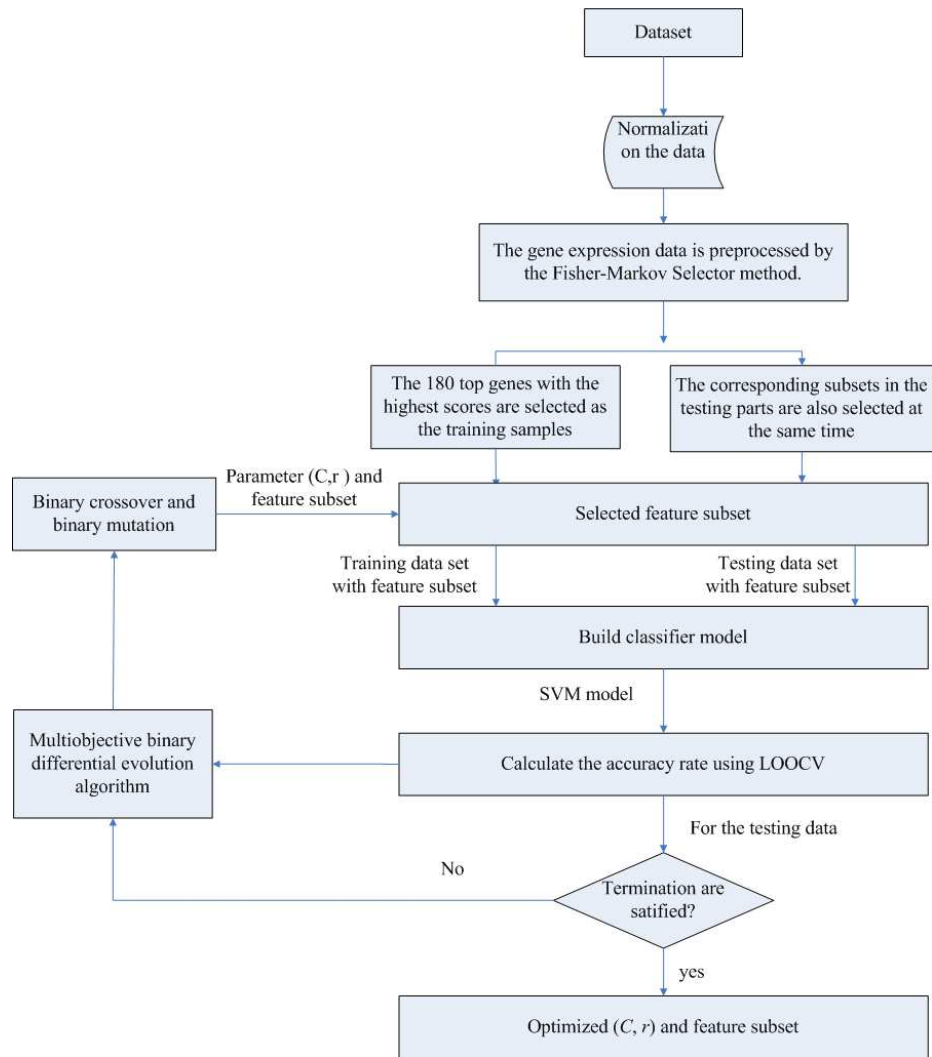 Dataset
Normalizati
on the data
The gene expression data is preprocessed by
the Fisher-Markov Selector method.
The 180 top genes with the
highest scores are selected as
the training samples
The corresponding subsets in the
testing parts are also selected at
the same time
Parameter (C,r ) and
feature subset
Binary crossover and
binary mutation
Selected feature subset
Training data set
with feature subset
Testing data set
with feature subset
Build classifier model
SVM model
Multiobjective binary
differential evolution
algorithm
Calculate the accuracy rate using LOOCV
For the testing data
No
Termination are
satified?
yes
Optimized (C, r) and feature subset